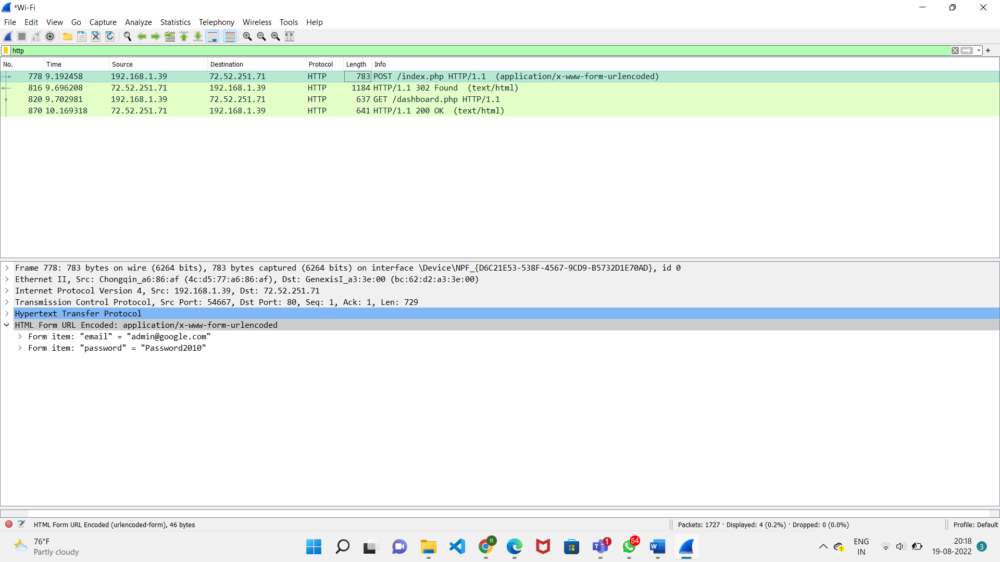 *Wi-Fi
File Edit View Go Capture Analyze Statistics Telephony Wireless Tools Help
http
No. Time Source Destination Protocol Length Info
778 9.192458 192.168.1.39 72.52.251.71 HTTP 783 POST /index.php HTTP/1.1 (application/x-www-form-urlencoded)
816 9.696208 72.52.251.71 192.168.1.39 HTTP 1184 HTTP/1.1 302 Found (text/html)
820 9.702981 192.168.1.39 72.52.251.71 HTTP 637 GET /dashboard.php HTTP/1.1
870 10.169318 72.52.251.71 192.168.1.39 HTTP 641 HTTP/1.1 200 OK (text/html)
Frame 778: 783 bytes on wire (6264 bits), 783 bytes captured (6264 bits) on interface \Device\NPF_{D6C21E53-538F-4567-9CD9-B5732D1E70AD}, id 0
Ethernet II, Src: Chongqin_a6:86:af (4c:d5:77:a6:86:af), Dst: GenexisI_a3:3e:00 (bc:62:d2:a3:3e:00)
Internet Protocol Version 4, Src: 192.168.1.39, Dst: 72.52.251.71
Transmission Control Protocol, Src Port: 54667, Dst Port: 80, Seq: 1, Ack: 1, Len: 729
Hypertext Transfer Protocol
HTML Form URL Encoded: application/x-www-form-urlencoded
Form item: "email" = "admin@google.com"
Form item: "password" = "Password2010"
HTML Form URL Encoded (urlencoded-form), 46 bytes
Packets: 1727 · Displayed: 4 (0.2%) · Dropped: 0 (0.0%)
Profile: Default
76°F
Partly cloudy
R
1
54
W
ENG
IN
20:18
19-08-2022
3